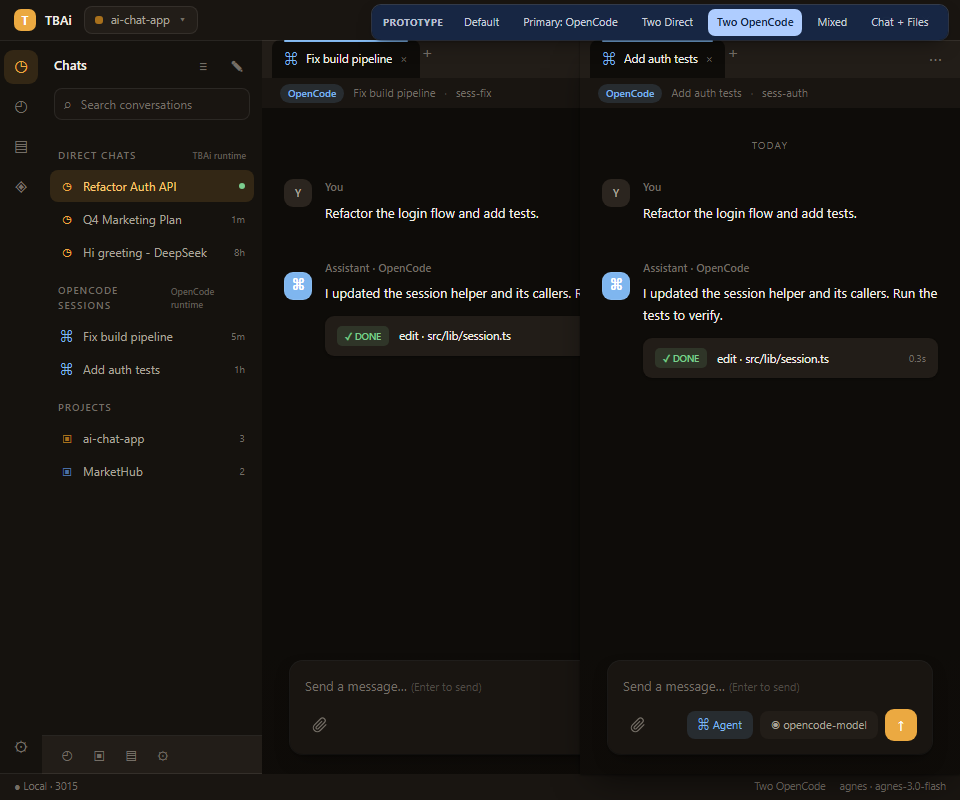 T TBAi ai-chat-app
PROTOTYPE Default Primary: OpenCode Two Direct Two OpenCode Mixed Chat + Files
Chats
Search conversations
DIRECT CHATS TBAi runtime
Refactor Auth API
Q4 Marketing Plan 1m
Hi greeting - DeepSeek 8h
OPENCODE SESSIONS OpenCode runtime
Fix build pipeline 5m
Add auth tests 1h
PROJECTS
ai-chat-app 3
MarketHub 2
Local · 3015
Fix build pipeline × +
OpenCode Fix build pipeline · sess-fix
Y You
Refactor the login flow and add tests.
Assistant · OpenCode
I updated the session helper and its callers. R
✓ DONE edit · src/lib/session.ts
Send a message... (Enter to send)
Add auth tests × + ...
OpenCode Add auth tests · sess-auth
TODAY
Y You
Refactor the login flow and add tests.
Assistant · OpenCode
I updated the session helper and its callers. Run the
tests to verify.
✓ DONE edit · src/lib/session.ts 0.3s
Send a message... (Enter to send)
⌘ Agent ◉ opencode-model ↑
Two OpenCode agnes · agnes-3.0-flash